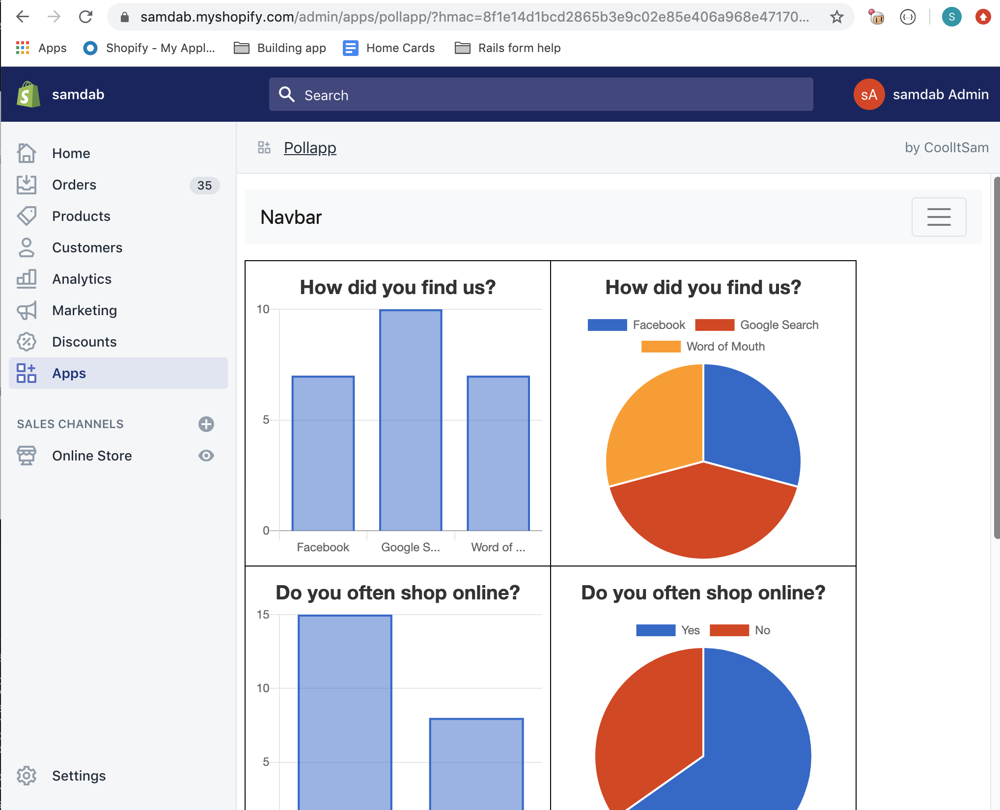 samdab.myshopify.com/admin/apps/pollapp/?hmac=8f1e14d1bcd2865b3e9c02e85e406a968e47170...
S
Apps
Shopify - My Appl...
Building app
Home Cards
Rails form help
samdab
Search
sA
samdab Admin
Home
Orders
35
Products
Customers
Analytics
Marketing
Discounts
Apps
SALES CHANNELS
Online Store
Settings
Pollapp
by CoolItSam
Navbar
How did you find us?
10
5
0
Facebook
Google S...
Word of ...
How did you find us?
Facebook
Google Search
Word of Mouth
Do you often shop online?
15
10
5
Do you often shop online?
Yes
No